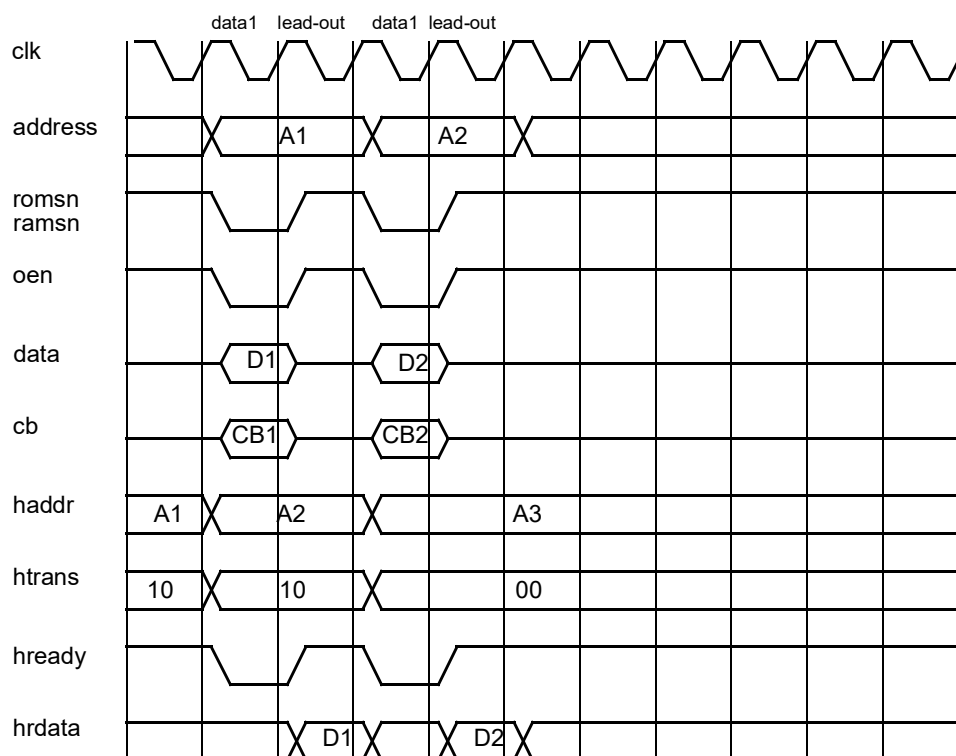 data1 lead-out data1 lead-out
clk
address A1 A2
romsn
ramsn
oen
data D1 D2
cb CB1 CB2
haddr A1 A2 A3
htrans 10 10 00
hready
hrdata D1 D2